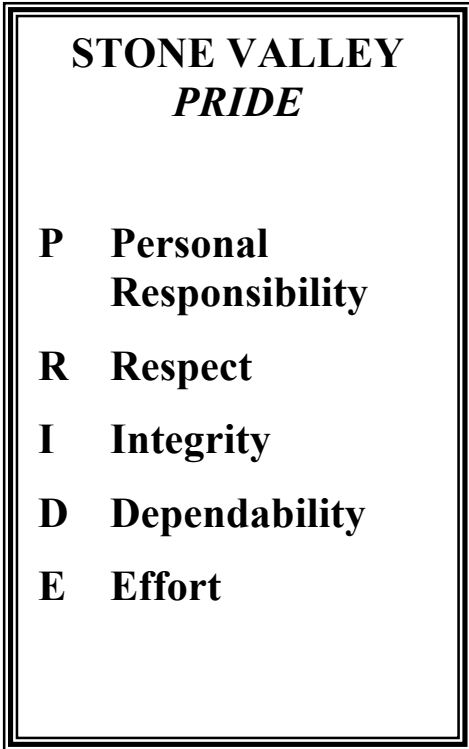 STONE VALLEY
PRIDE
P Personal
Responsibility
R Respect
I Integrity
D Dependability
E Effort